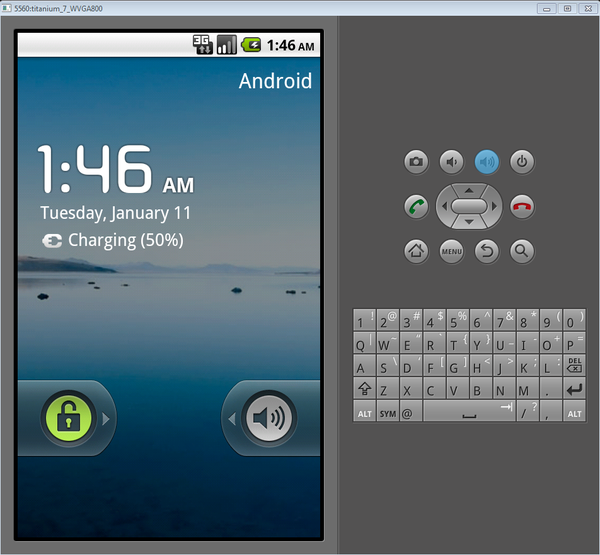 5560:titanium_7_WVGA800
3G 1:46 AM
Android
1:46 AM
Tuesday, January 11
Charging (50%)
MENU
1 ! 2 @ 3 # 4 $ 5 % 6 ^ 7 & 8 * 9 ( 0 )
Q | W ~ E " R ` T { Y } U _ I - O + P =
A S \ D ' F [ G ] H < J > K ; L : DEL
Z X C V B N M .
ALT SYM @ / ? , ALT